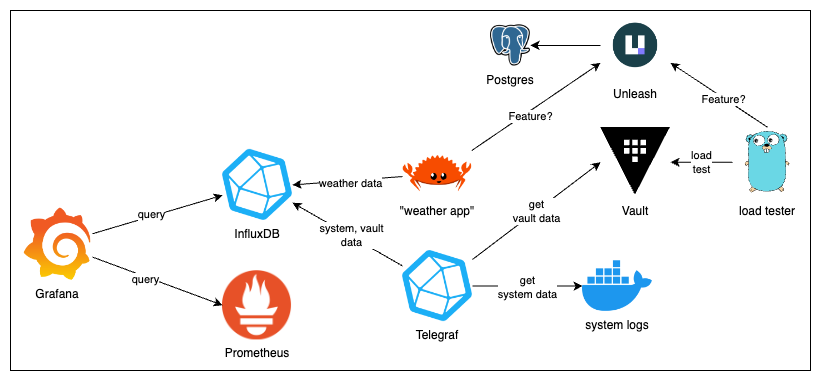 Postgres
Unleash
Feature?
Feature?
weather data
"weather app"
load
test
Vault
load tester
query
InfluxDB
system, vault
data
get
vault data
Grafana
query
Prometheus
Telegraf
get
system data
system logs